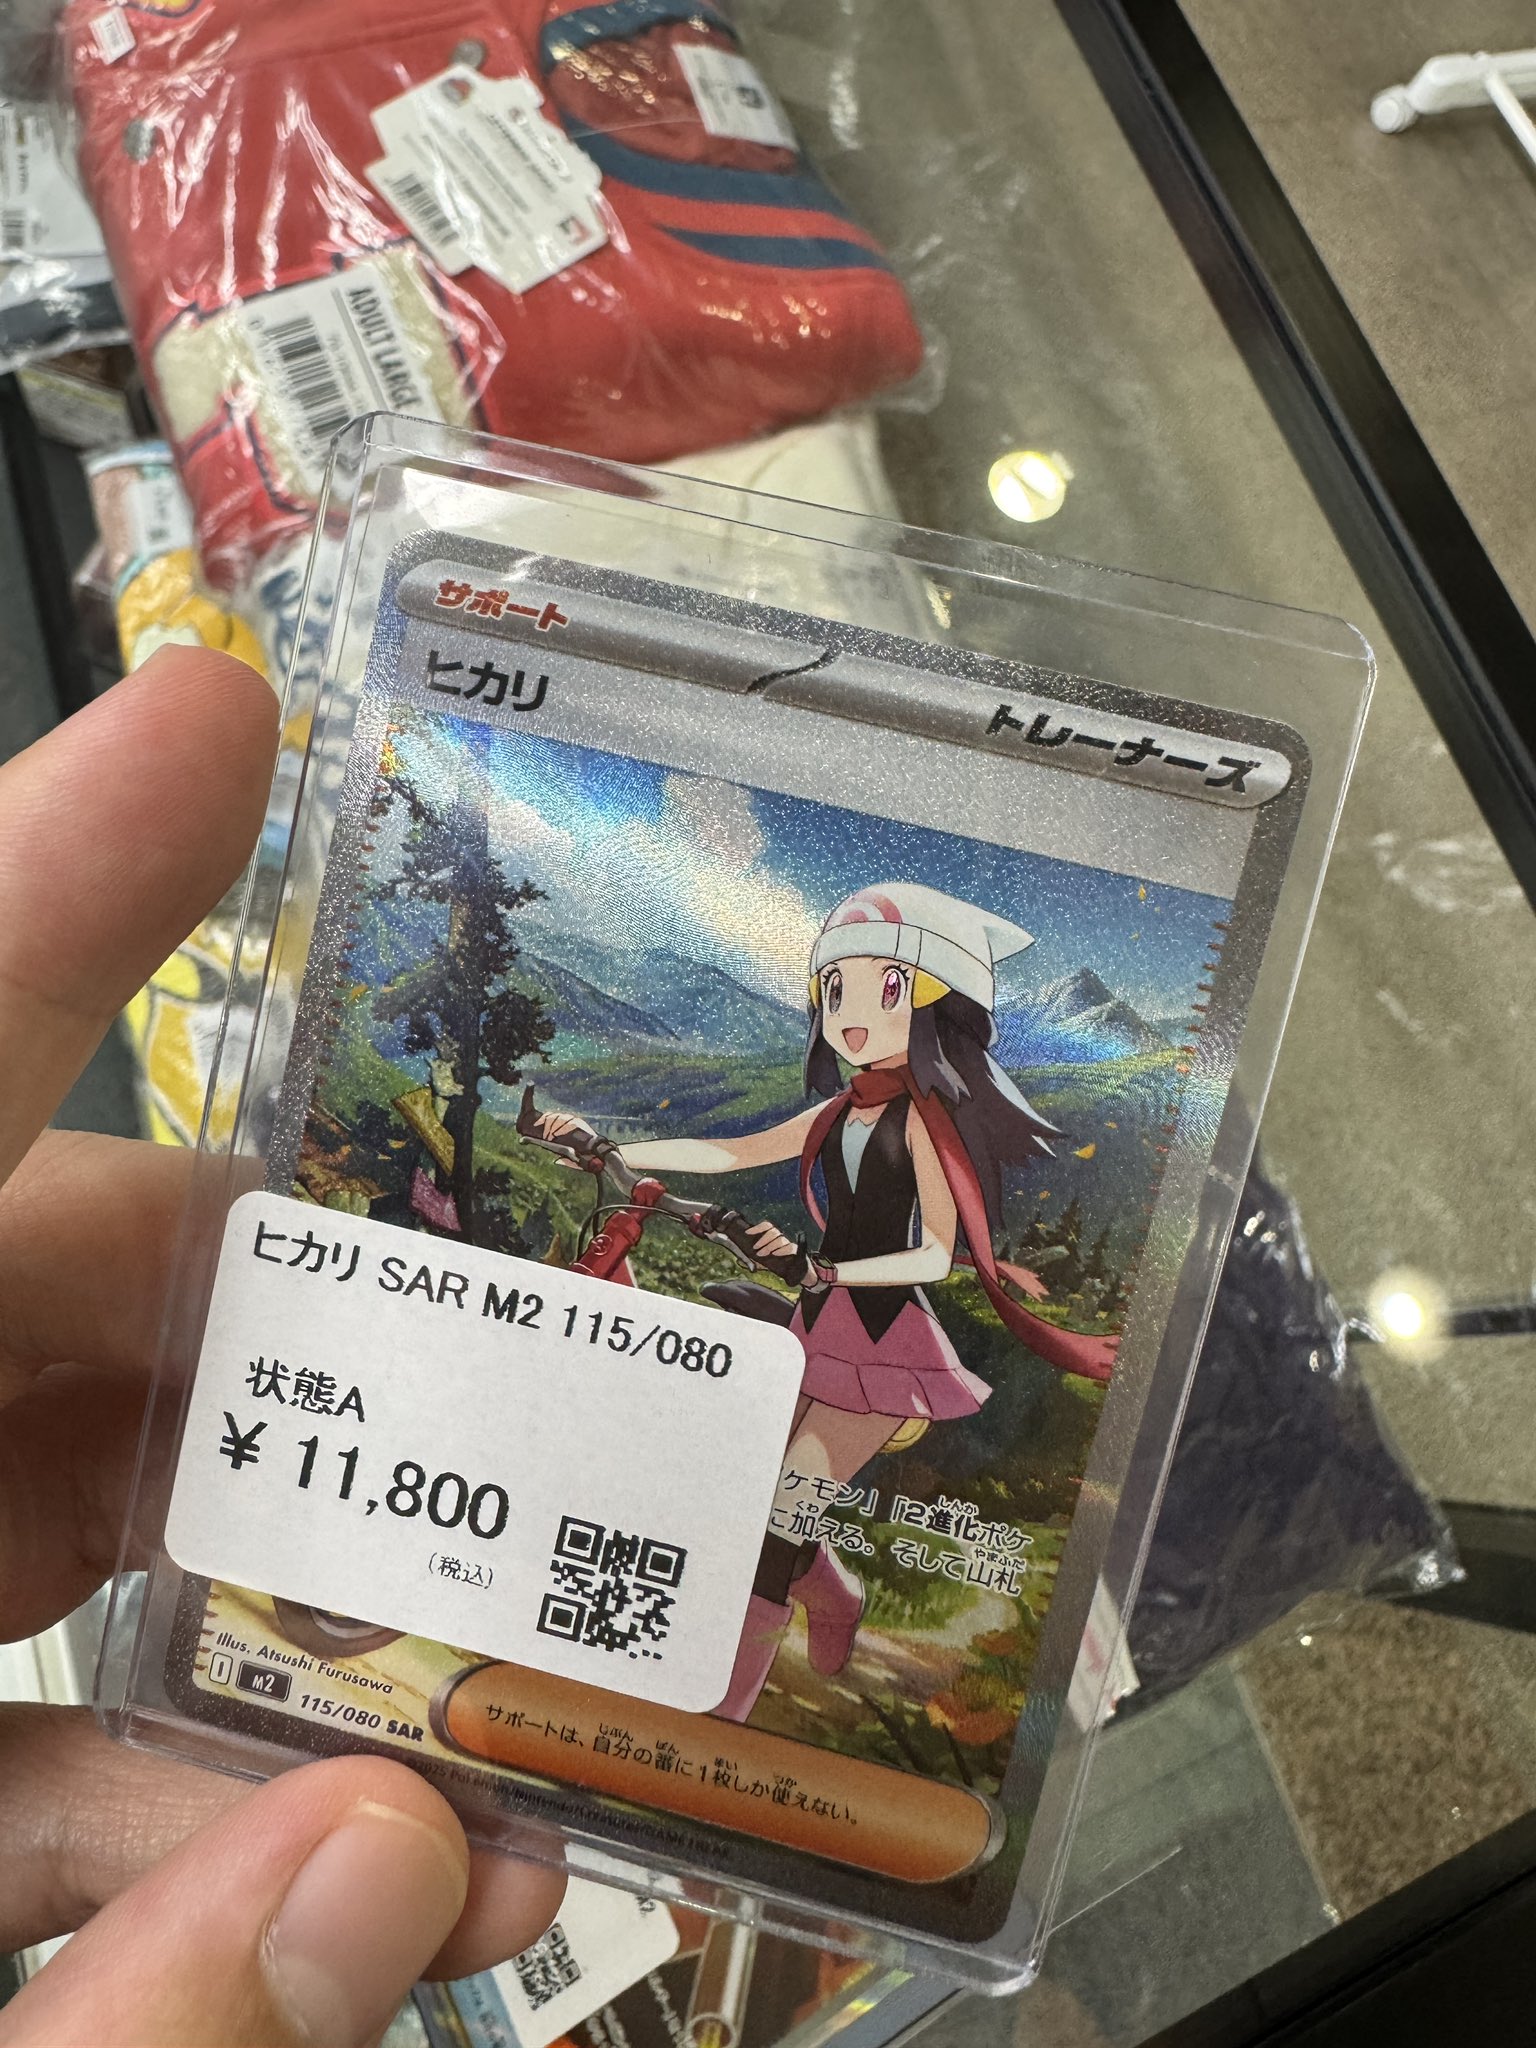 ADULT LARGE
サポート
ヒカリ
トレーナーズ
ヒカリ SAR M2 115/080
状態A
¥ 11,800
(税込)
ケモン」「2進化ポケ
に加える。そして山札
Illus. Atsushi Furusawa
I M2 115/080 SAR
サポートは、自分の番に1枚しか使えない。